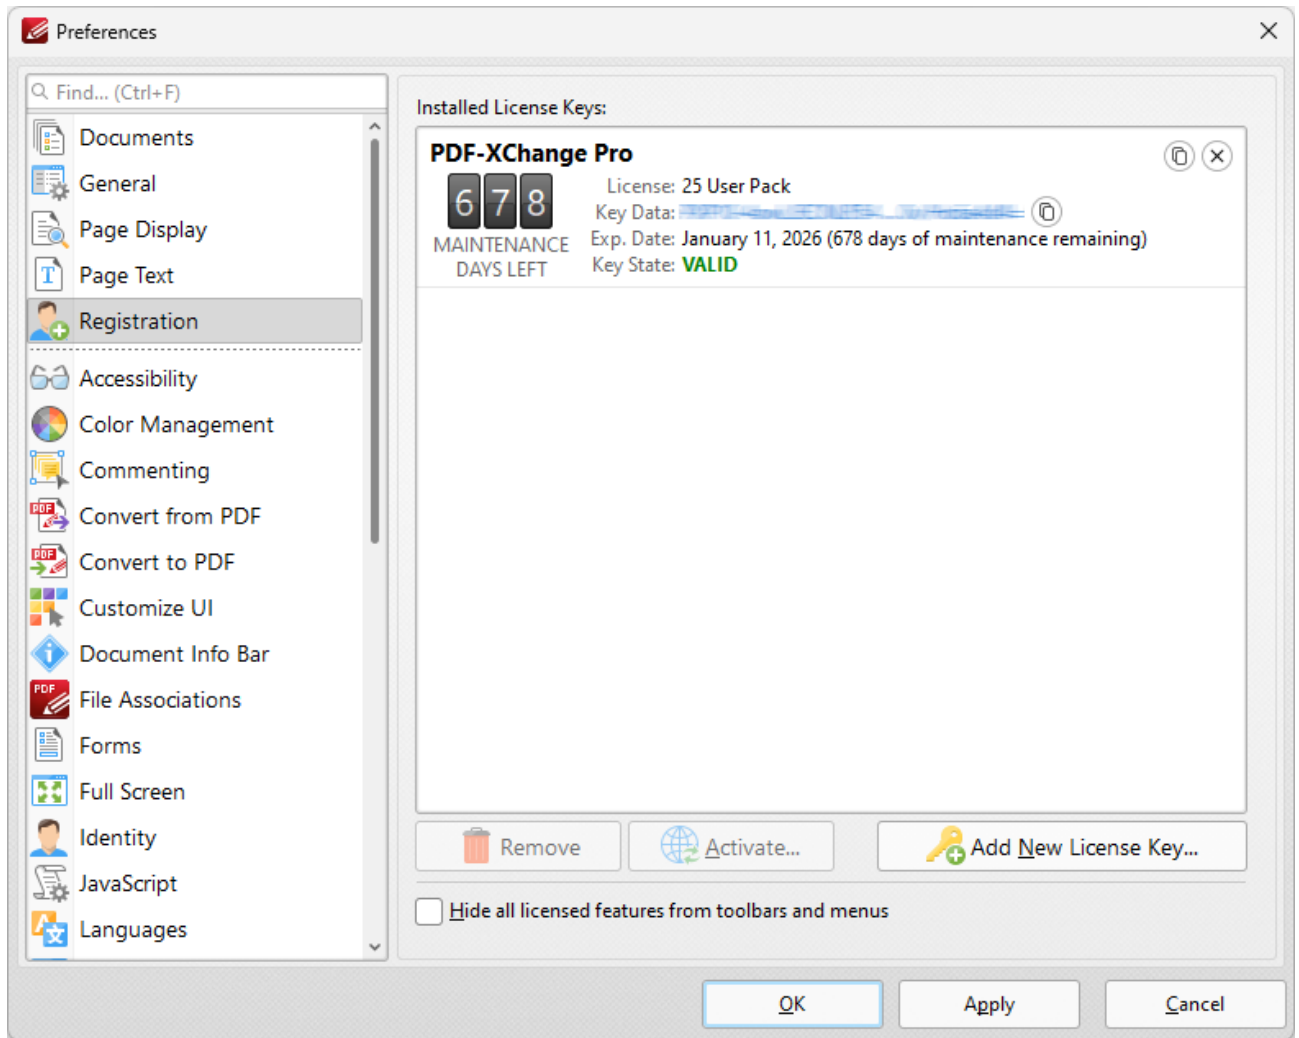 Preferences
Find... (Ctrl+F)
Documents
General
Page Display
Page Text
Registration
Accessibility
Color Management
Commenting
Convert from PDF
Convert to PDF
Customize UI
Document Info Bar
File Associations
Forms
Full Screen
Identity
JavaScript
Languages
Installed License Keys:
PDF-XChange Pro
678
MAINTENANCE
DAYS LEFT
License: 25 User Pack
Key Data:
Exp. Date: January 11, 2026 (678 days of maintenance remaining)
Key State: VALID
Remove
Activate...
Add New License Key...
Hide all licensed features from toolbars and menus
OK
Apply
Cancel